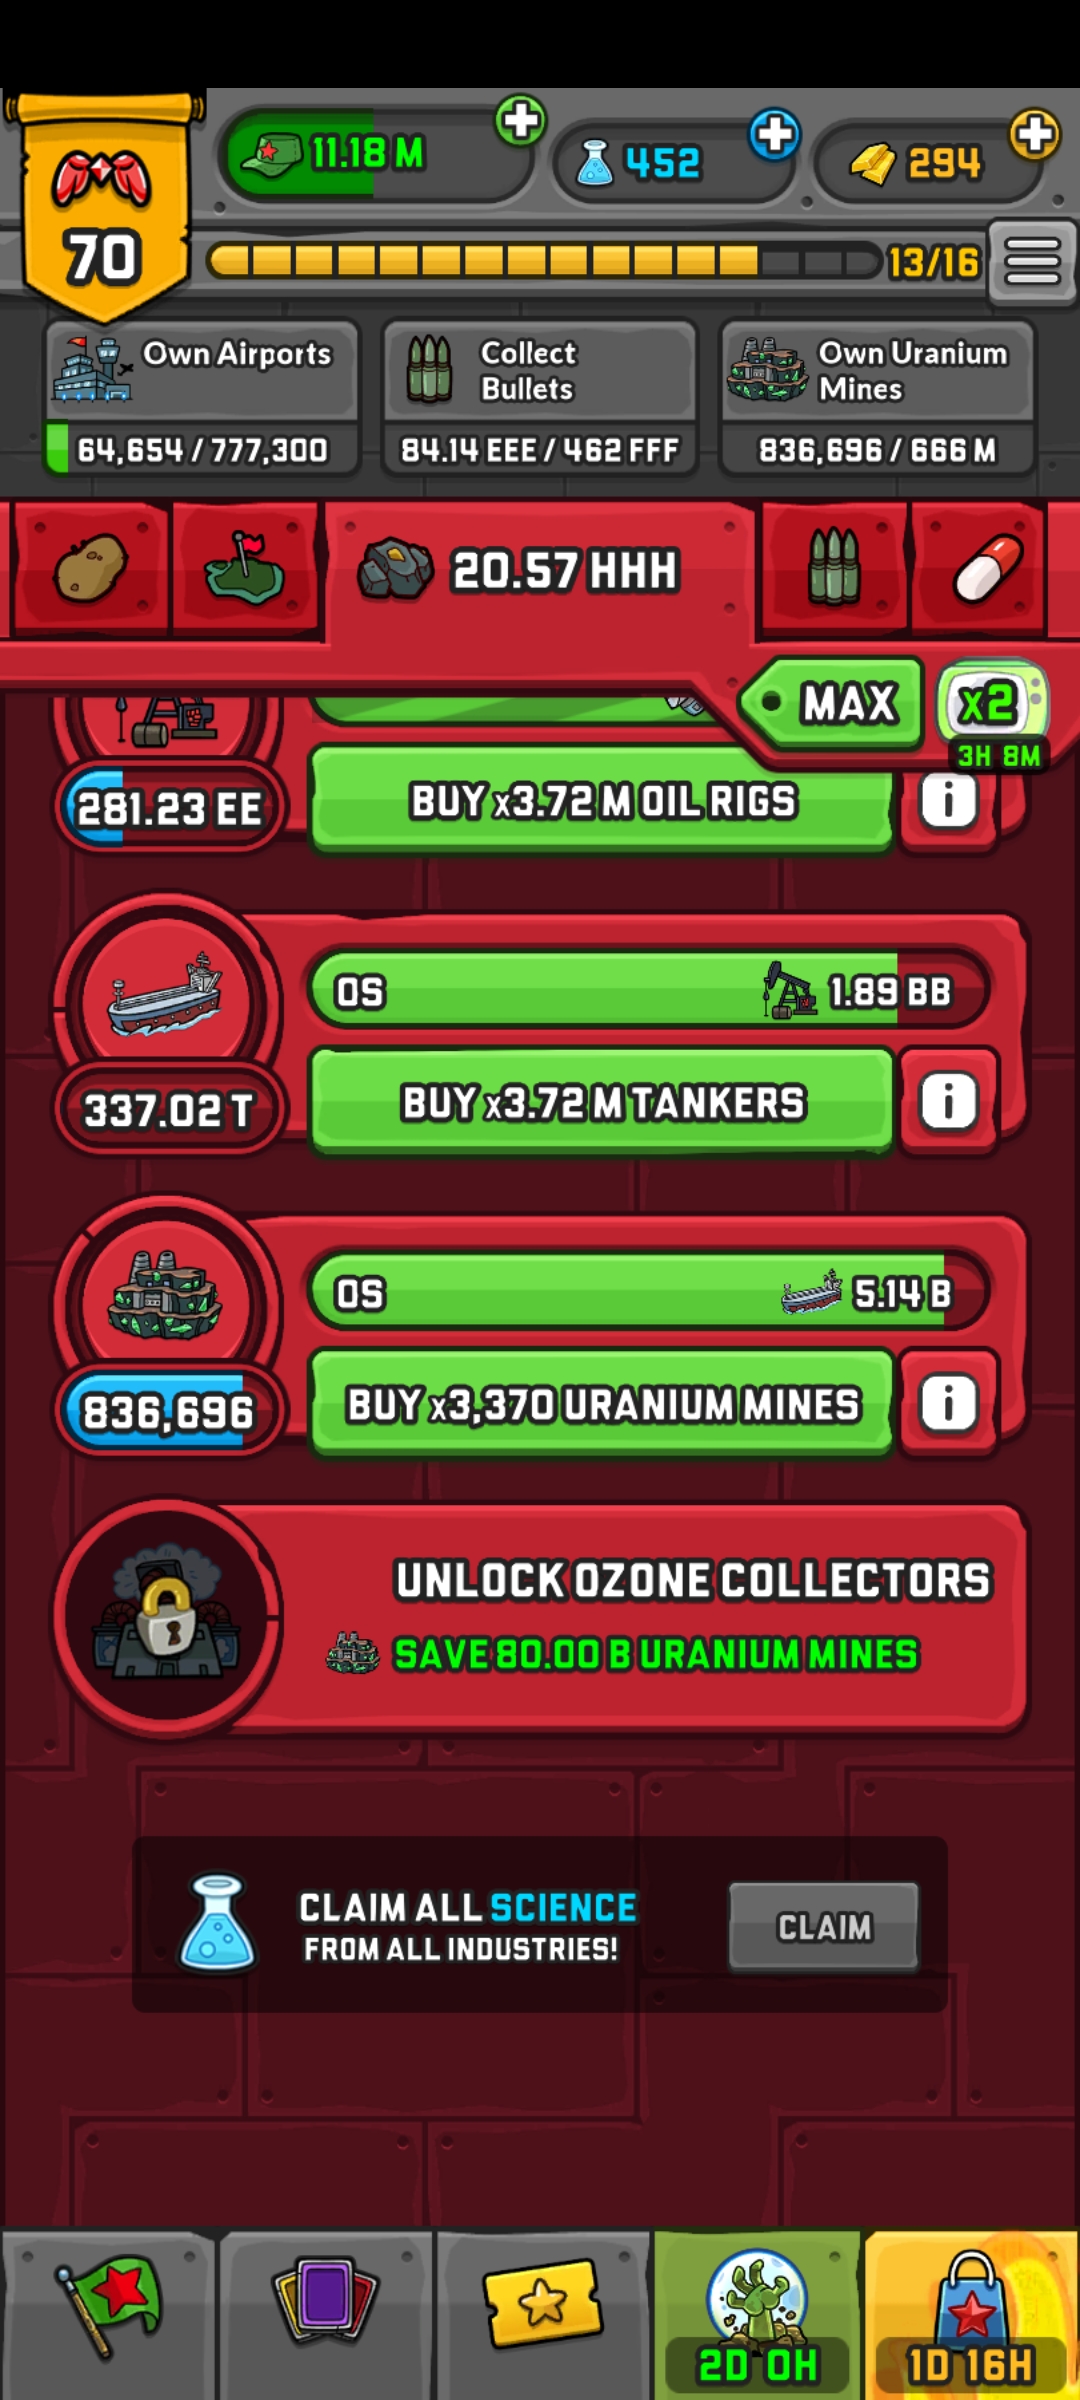 11.18 M
452
294
70
13/16
Own Airports
64,654 / 777,300
Collect
Bullets
84.14 EEE / 462 FFF
Own Uranium
Mines
836,696 / 666 M
20.57 HHH
MAX
x2
3H 8M
281.23 EE
BUY x3.72 M OIL RIGS
i
0S
1.89 BB
337.02 T
BUY x3.72 M TANKERS
i
0S
5.14 B
836,696
BUY x3,370 URANIUM MINES
i
UNLOCK OZONE COLLECTORS
SAVE 80.00 B URANIUM MINES
CLAIM ALL SCIENCE
FROM ALL INDUSTRIES!
CLAIM
2D 0H
1D 16H